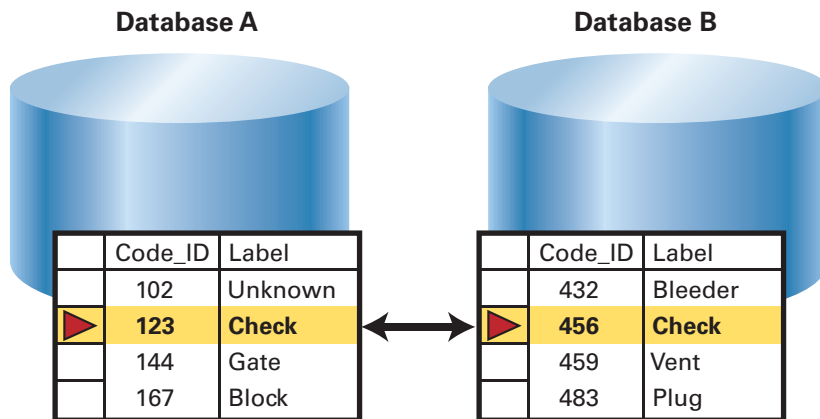 Database A Database B
Code_ID Label Code_ID Label
102 Unknown 432 Bleeder
123 Check 456 Check
144 Gate 459 Vent
167 Block 483 Plug